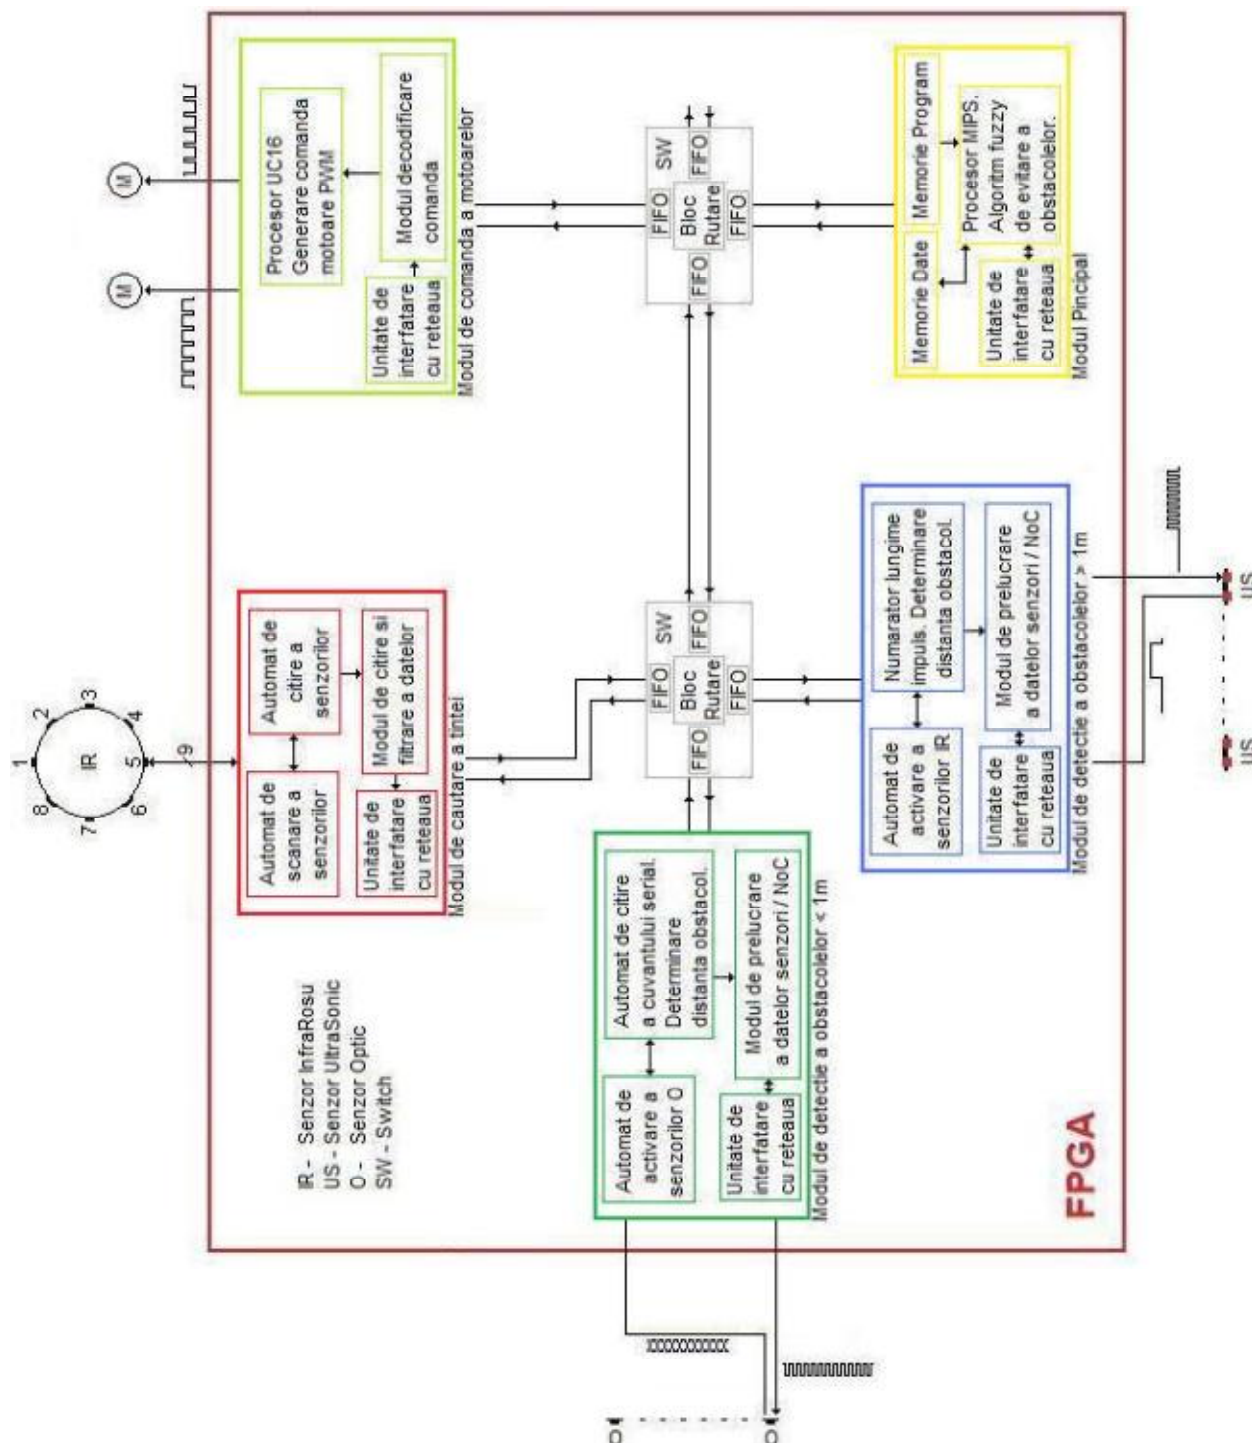 1
2
3
4
5
6
7
8
IR
9
M
M
Automat de
scanare a
senzorilor
Automat de
citire a
senzorilor
Unitate de
interfatare
cu reteaua
Modul de citire si
filtrare a datelor
Modul de cautare a tintei
Procesor UC16
Generare comanda
motoare PWM
Unitate de
interfatare
cu reteaua
Modul decodificare
comanda
Modul de comanda a motoarelor
IR - Senzor InfraRosu
US - Senzor UltraSonic
O - Senzor Optic
SW - Switch
Automat de
activare a
senzorilor O
Automat de citire
a cuvantului serial.
Determinare
distanta obstacol.
Unitate de
interfatare
cu reteaua
Modul de prelucrare
a datelor senzori / NoC
Modul de detectie a obstacolelor < 1m
FIFO
SW
FIFO
Bloc
Rutare
FIFO
FIFO
FIFO
SW
FIFO
Bloc
Rutare
FIFO
FIFO
Automat de
activare a
senzorilor IR
Numarator lungime
impuls. Determinare
distanta obstacol.
Unitate de
interfatare
cu reteaua
Modul de prelucrare
a datelor senzori / NoC
Modul de detectie a obstacolelor > 1m
Memorie Date
Memorie Program
Procesor MIPS.
Algoritm fuzzy
de evitare a
obstacolelor.
Unitate de
interfatare
cu reteaua
Modul Pincipal
FPGA
O
O
US
US